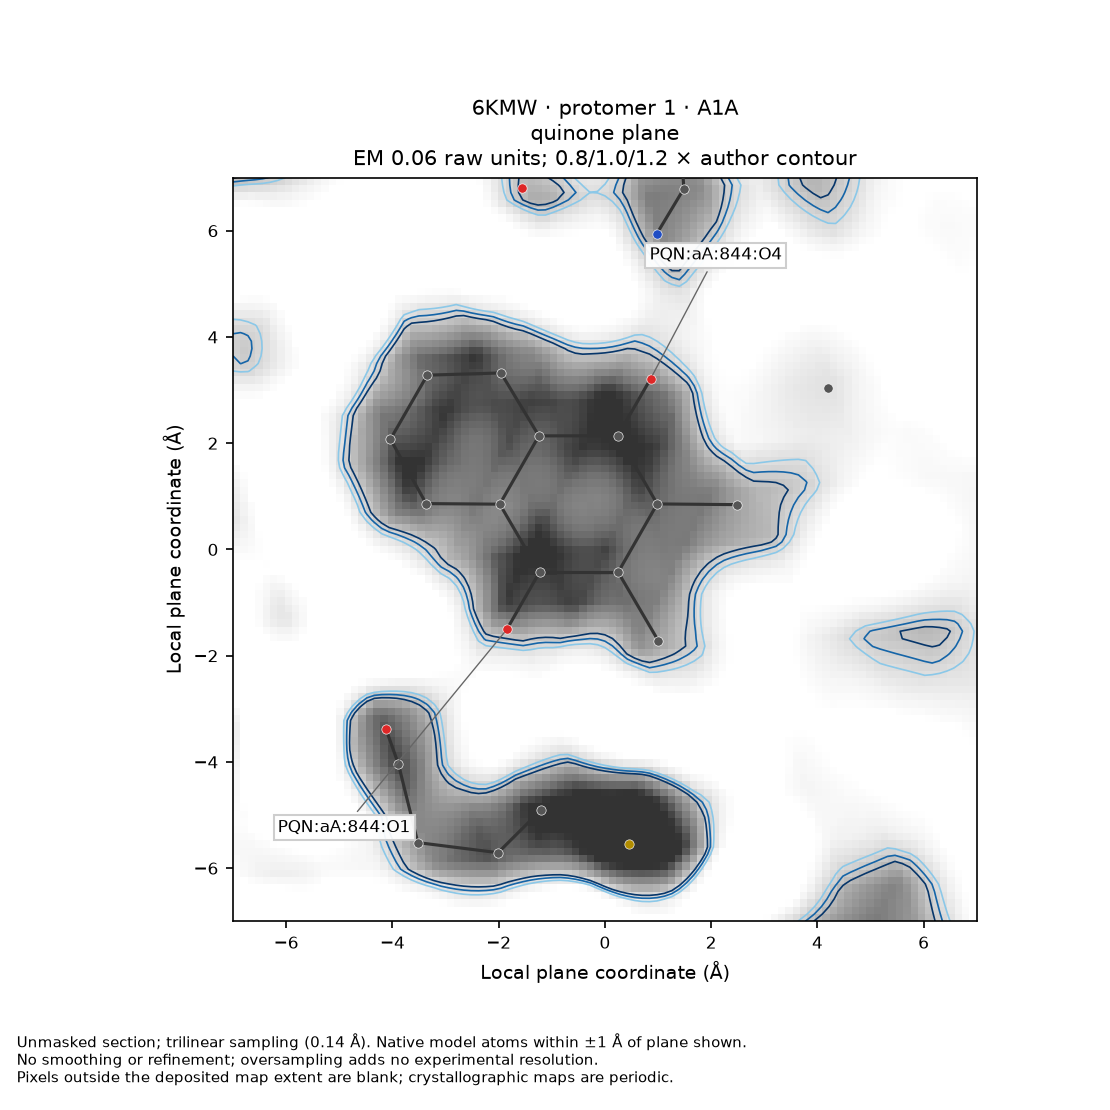 6KMW · protomer 1 · A1A
quinone plane
EM 0.06 raw units; 0.8/1.0/1.2 × author contour
PQN:aA:844:O4
PQN:aA:844:O1
6
4
2
0
−2
−4
−6
Local plane coordinate (Å)
−6 −4 −2 0 2 4 6
Local plane coordinate (Å)
Unmasked section; trilinear sampling (0.14 Å). Native model atoms within ±1 Å of plane shown.
No smoothing or refinement; oversampling adds no experimental resolution.
Pixels outside the deposited map extent are blank; crystallographic maps are periodic.